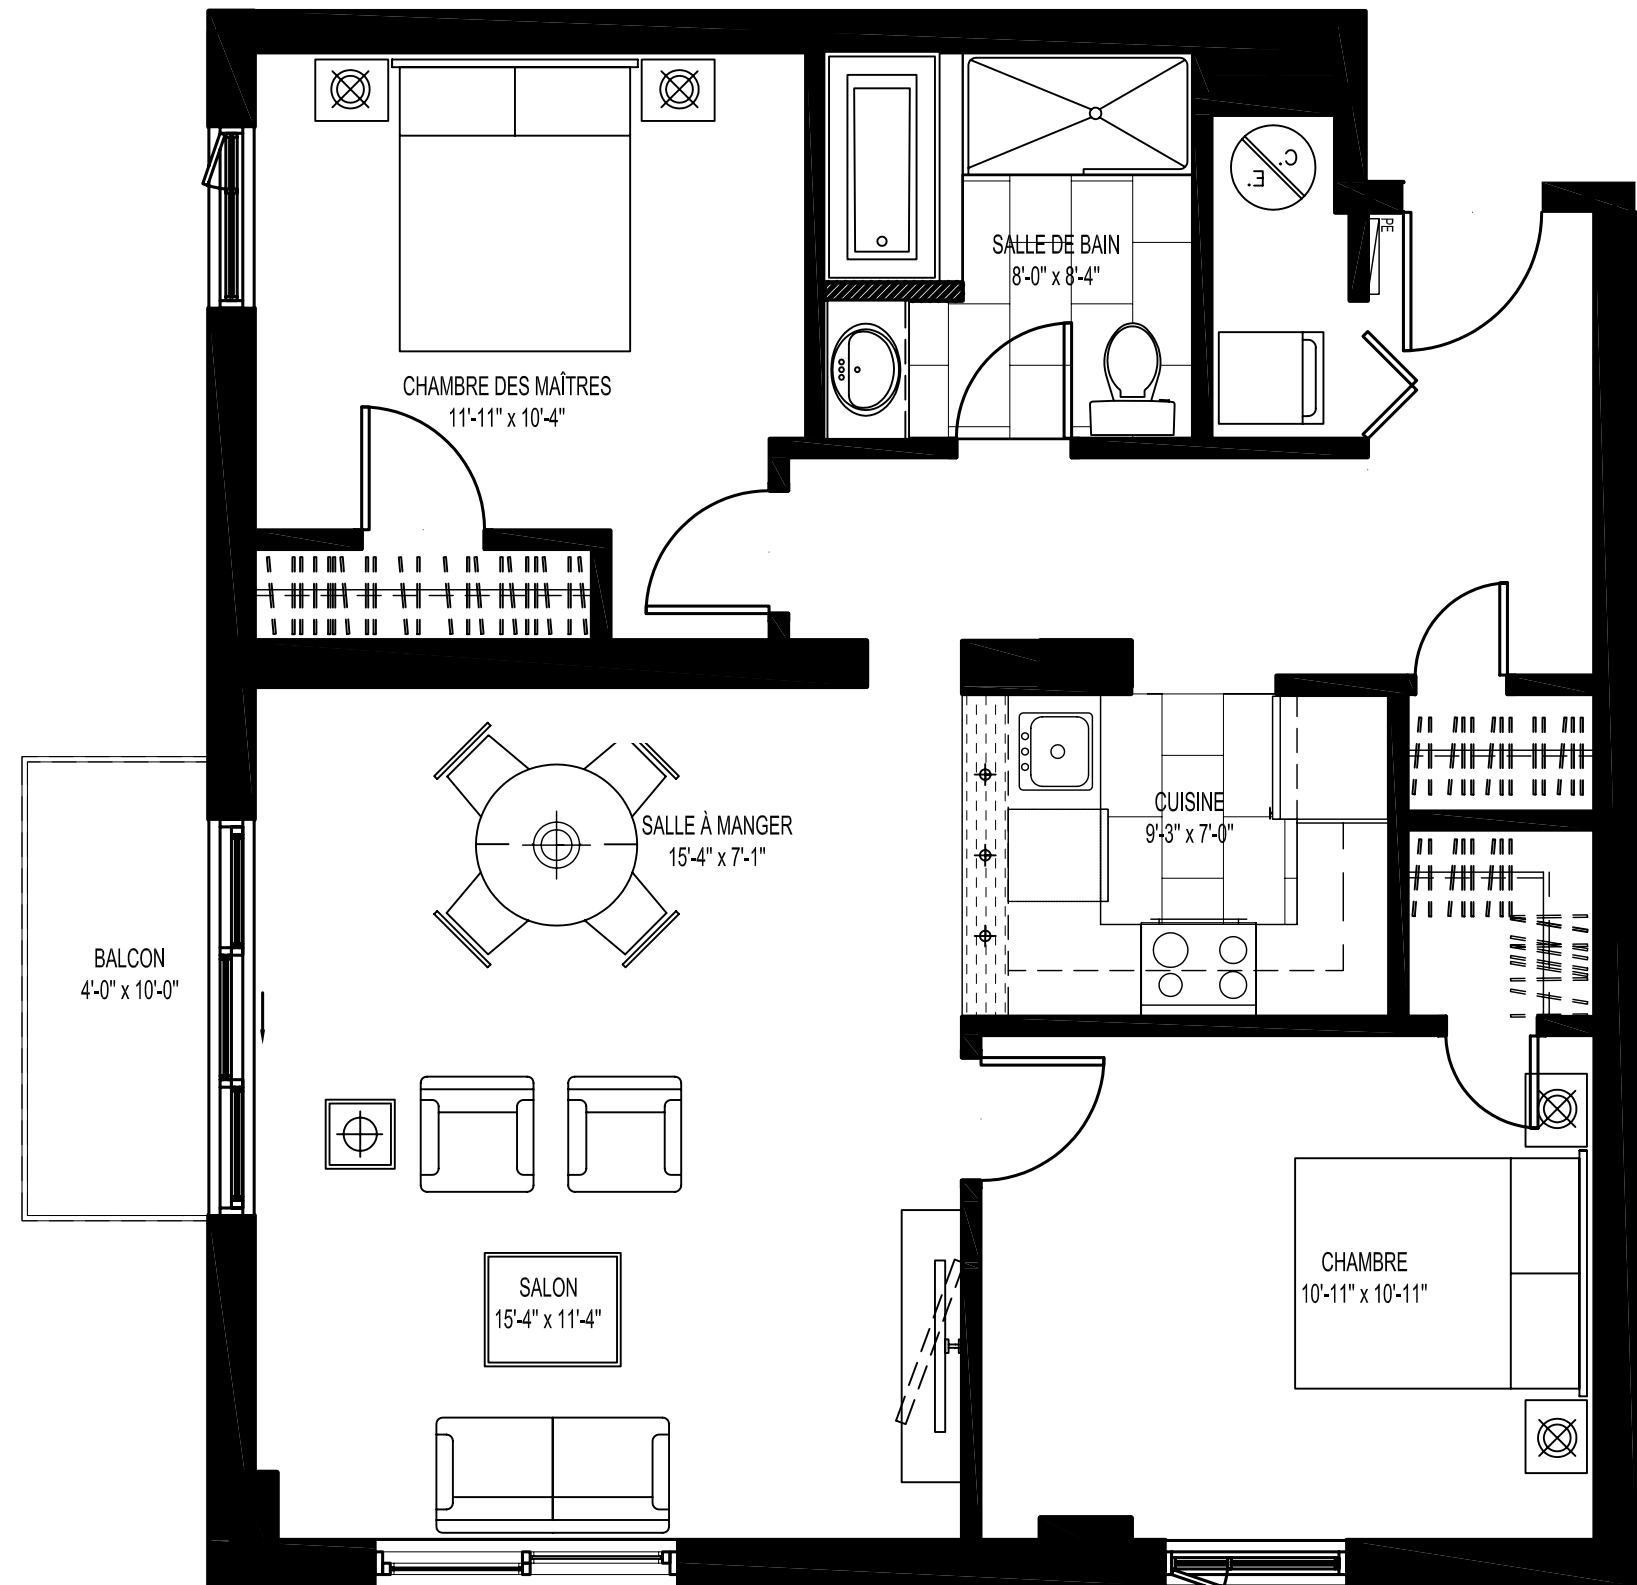 SALLE DE BAIN
8'-0" x 8'-4"
C.
E.
PE
CHAMBRE DES MAÎTRES
11'-11" x 10'-4"
SALLE À MANGER
15'-4" x 7'-1"
CUISINE
9'-3" x 7'-0"
BALCON
4'-0" x 10'-0"
SALON
15'-4" x 11'-4"
CHAMBRE
10'-11" x 10'-11"